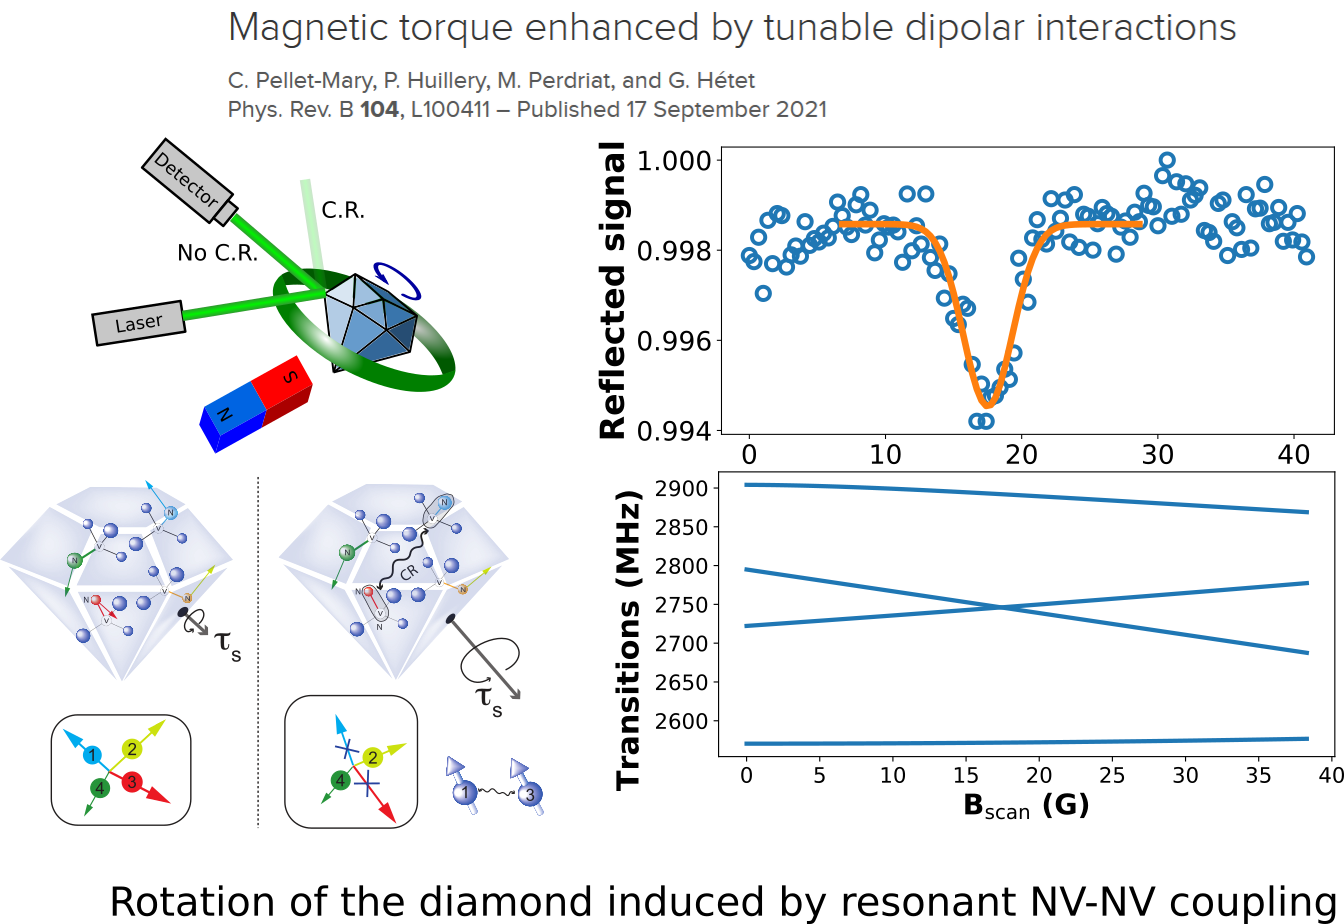 Magnetic torque enhanced by tunable dipolar interactions
C. Pellet-Mary, P. Huillery, M. Perdriat, and G. Hétet
Phys. Rev. B 104, L100411 – Published 17 September 2021
Detector
C.R.
No C.R.
Laser
N
S
Reflected signal
1.000
0.998
0.996
0.994
0 10 20 30 40
N
V
N
V
V
N
N
V
τs
N
V
N
V
V
N
CR
N
V
N
τs
1
2
3
4
2
4
1
3
Transitions (MHz)
2900
2850
2800
2750
2700
2650
2600
0 5 10 15 20 25 30 35 40
Bscan (G)
Rotation of the diamond induced by resonant NV-NV coupling